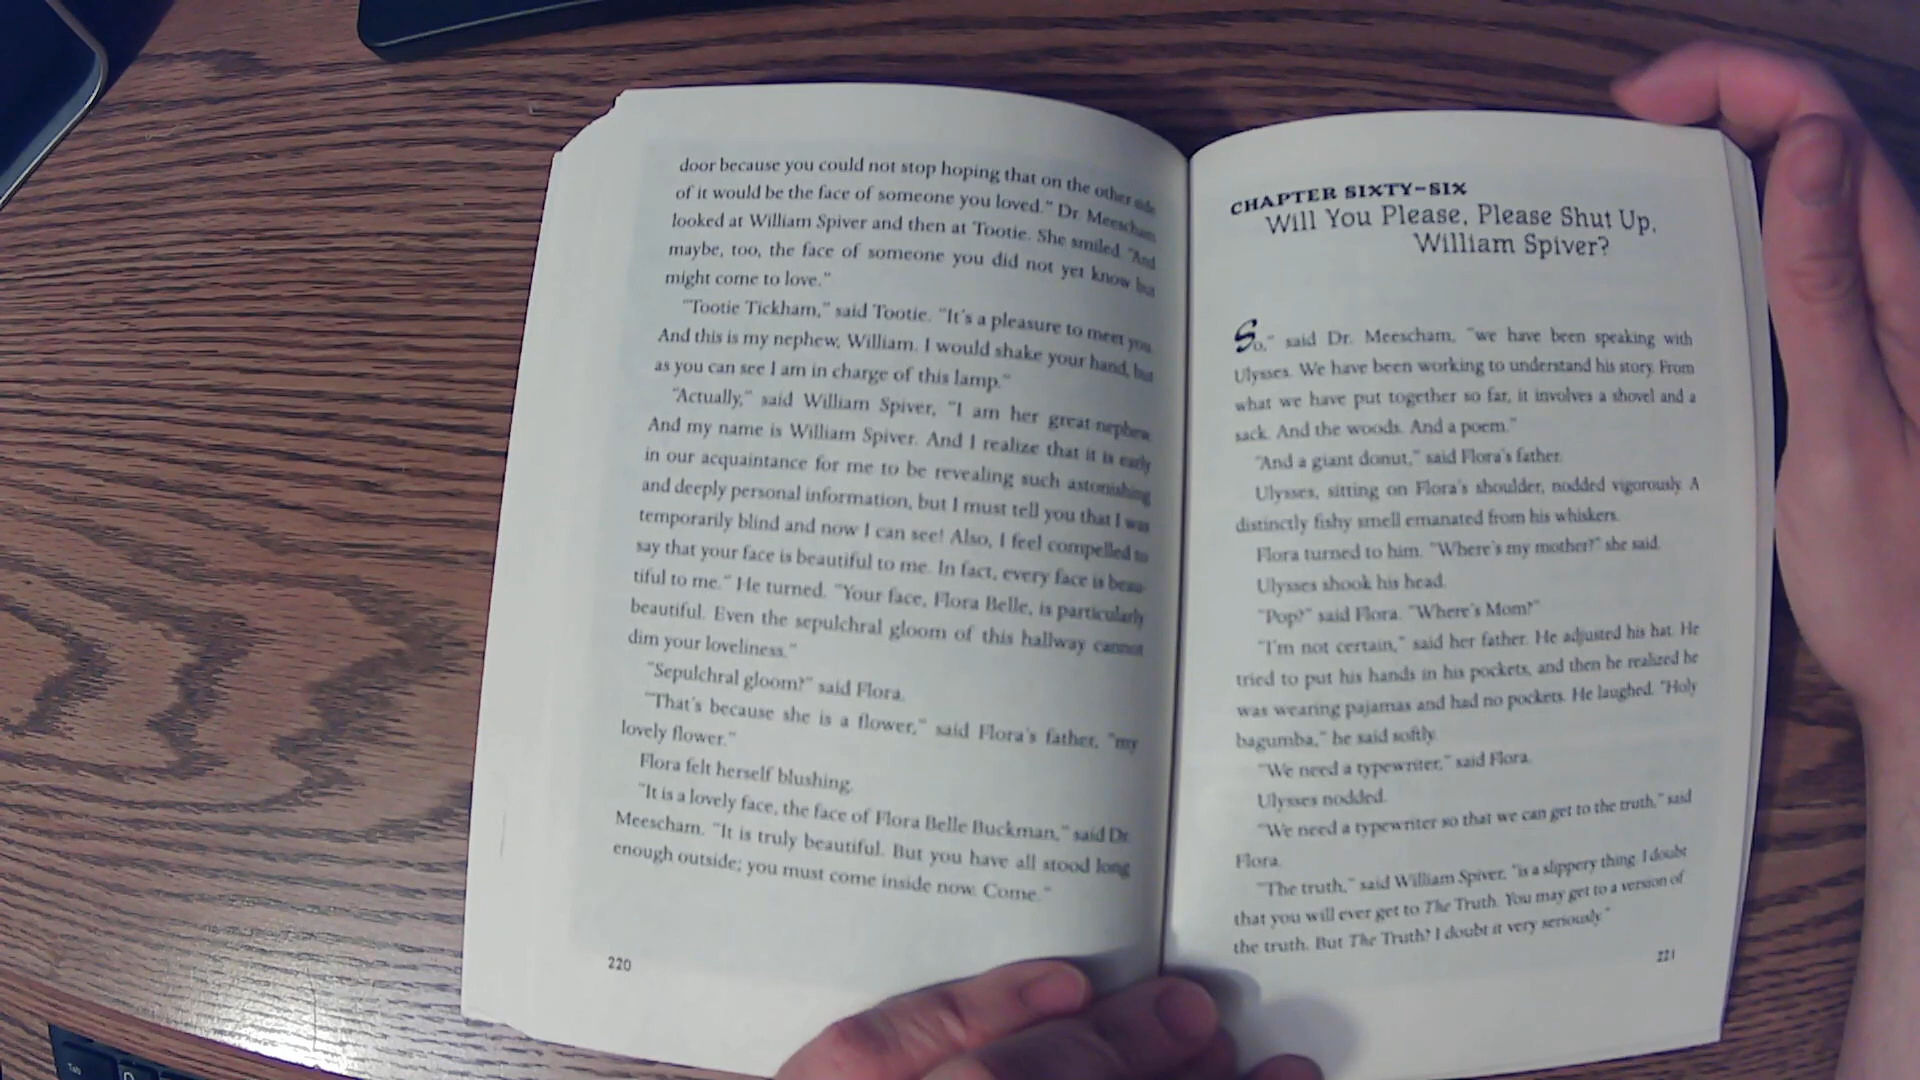 door because you could not stop hoping that on the other side
of it would be the face of someone you loved.” Dr. Meescham
looked at William Spiver and then at Tootie. She smiled. “And
maybe, too, the face of someone you did not yet know but
might come to love.”
“Tootie Tickham,” said Tootie. “It’s a pleasure to meet you.
And this is my nephew, William. I would shake your hand, but
as you can see I am in charge of this lamp.”
“Actually,” said William Spiver, “I am her great-nephew.
And my name is William Spiver. And I realize that it is early
in our acquaintance for me to be revealing such astonishing
and deeply personal information, but I must tell you that I was
temporarily blind and now I can see! Also, I feel compelled to
say that your face is beautiful to me. In fact, every face is beau-
tiful to me.” He turned. “Your face, Flora Belle, is particularly
beautiful. Even the sepulchral gloom of this hallway cannot
dim your loveliness.”
“Sepulchral gloom?” said Flora.
“That’s because she is a flower,” said Flora’s father, “my
lovely flower.”
Flora felt herself blushing.
“It is a lovely face, the face of Flora Belle Buckman,” said Dr.
Meescham. “It is truly beautiful. But you have all stood long
enough outside; you must come inside now. Come.”
220
CHAPTER SIXTY-SIX
Will You Please, Please Shut Up,
William Spiver?
So,” said Dr. Meescham, “we have been speaking with
Ulysses. We have been working to understand his story. From
what we have put together so far, it involves a shovel and a
sack. And the woods. And a poem.”
“And a giant donut,” said Flora’s father.
Ulysses, sitting on Flora’s shoulder, nodded vigorously. A
distinctly fishy smell emanated from his whiskers.
Flora turned to him. “Where’s my mother?” she said.
Ulysses shook his head.
“Pop?” said Flora. “Where’s Mom?”
“I’m not certain,” said her father. He adjusted his hat. He
tried to put his hands in his pockets, and then he realized he
was wearing pajamas and had no pockets. He laughed. “Holy
bagumba,” he said softly.
“We need a typewriter,” said Flora.
Ulysses nodded.
“We need a typewriter so that we can get to the truth,” said
Flora.
“The truth,” said William Spiver, “is a slippery thing. I doubt
that you will ever get to The Truth. You may get to a version of
the truth. But The Truth? I doubt it very seriously.”
221
Tab